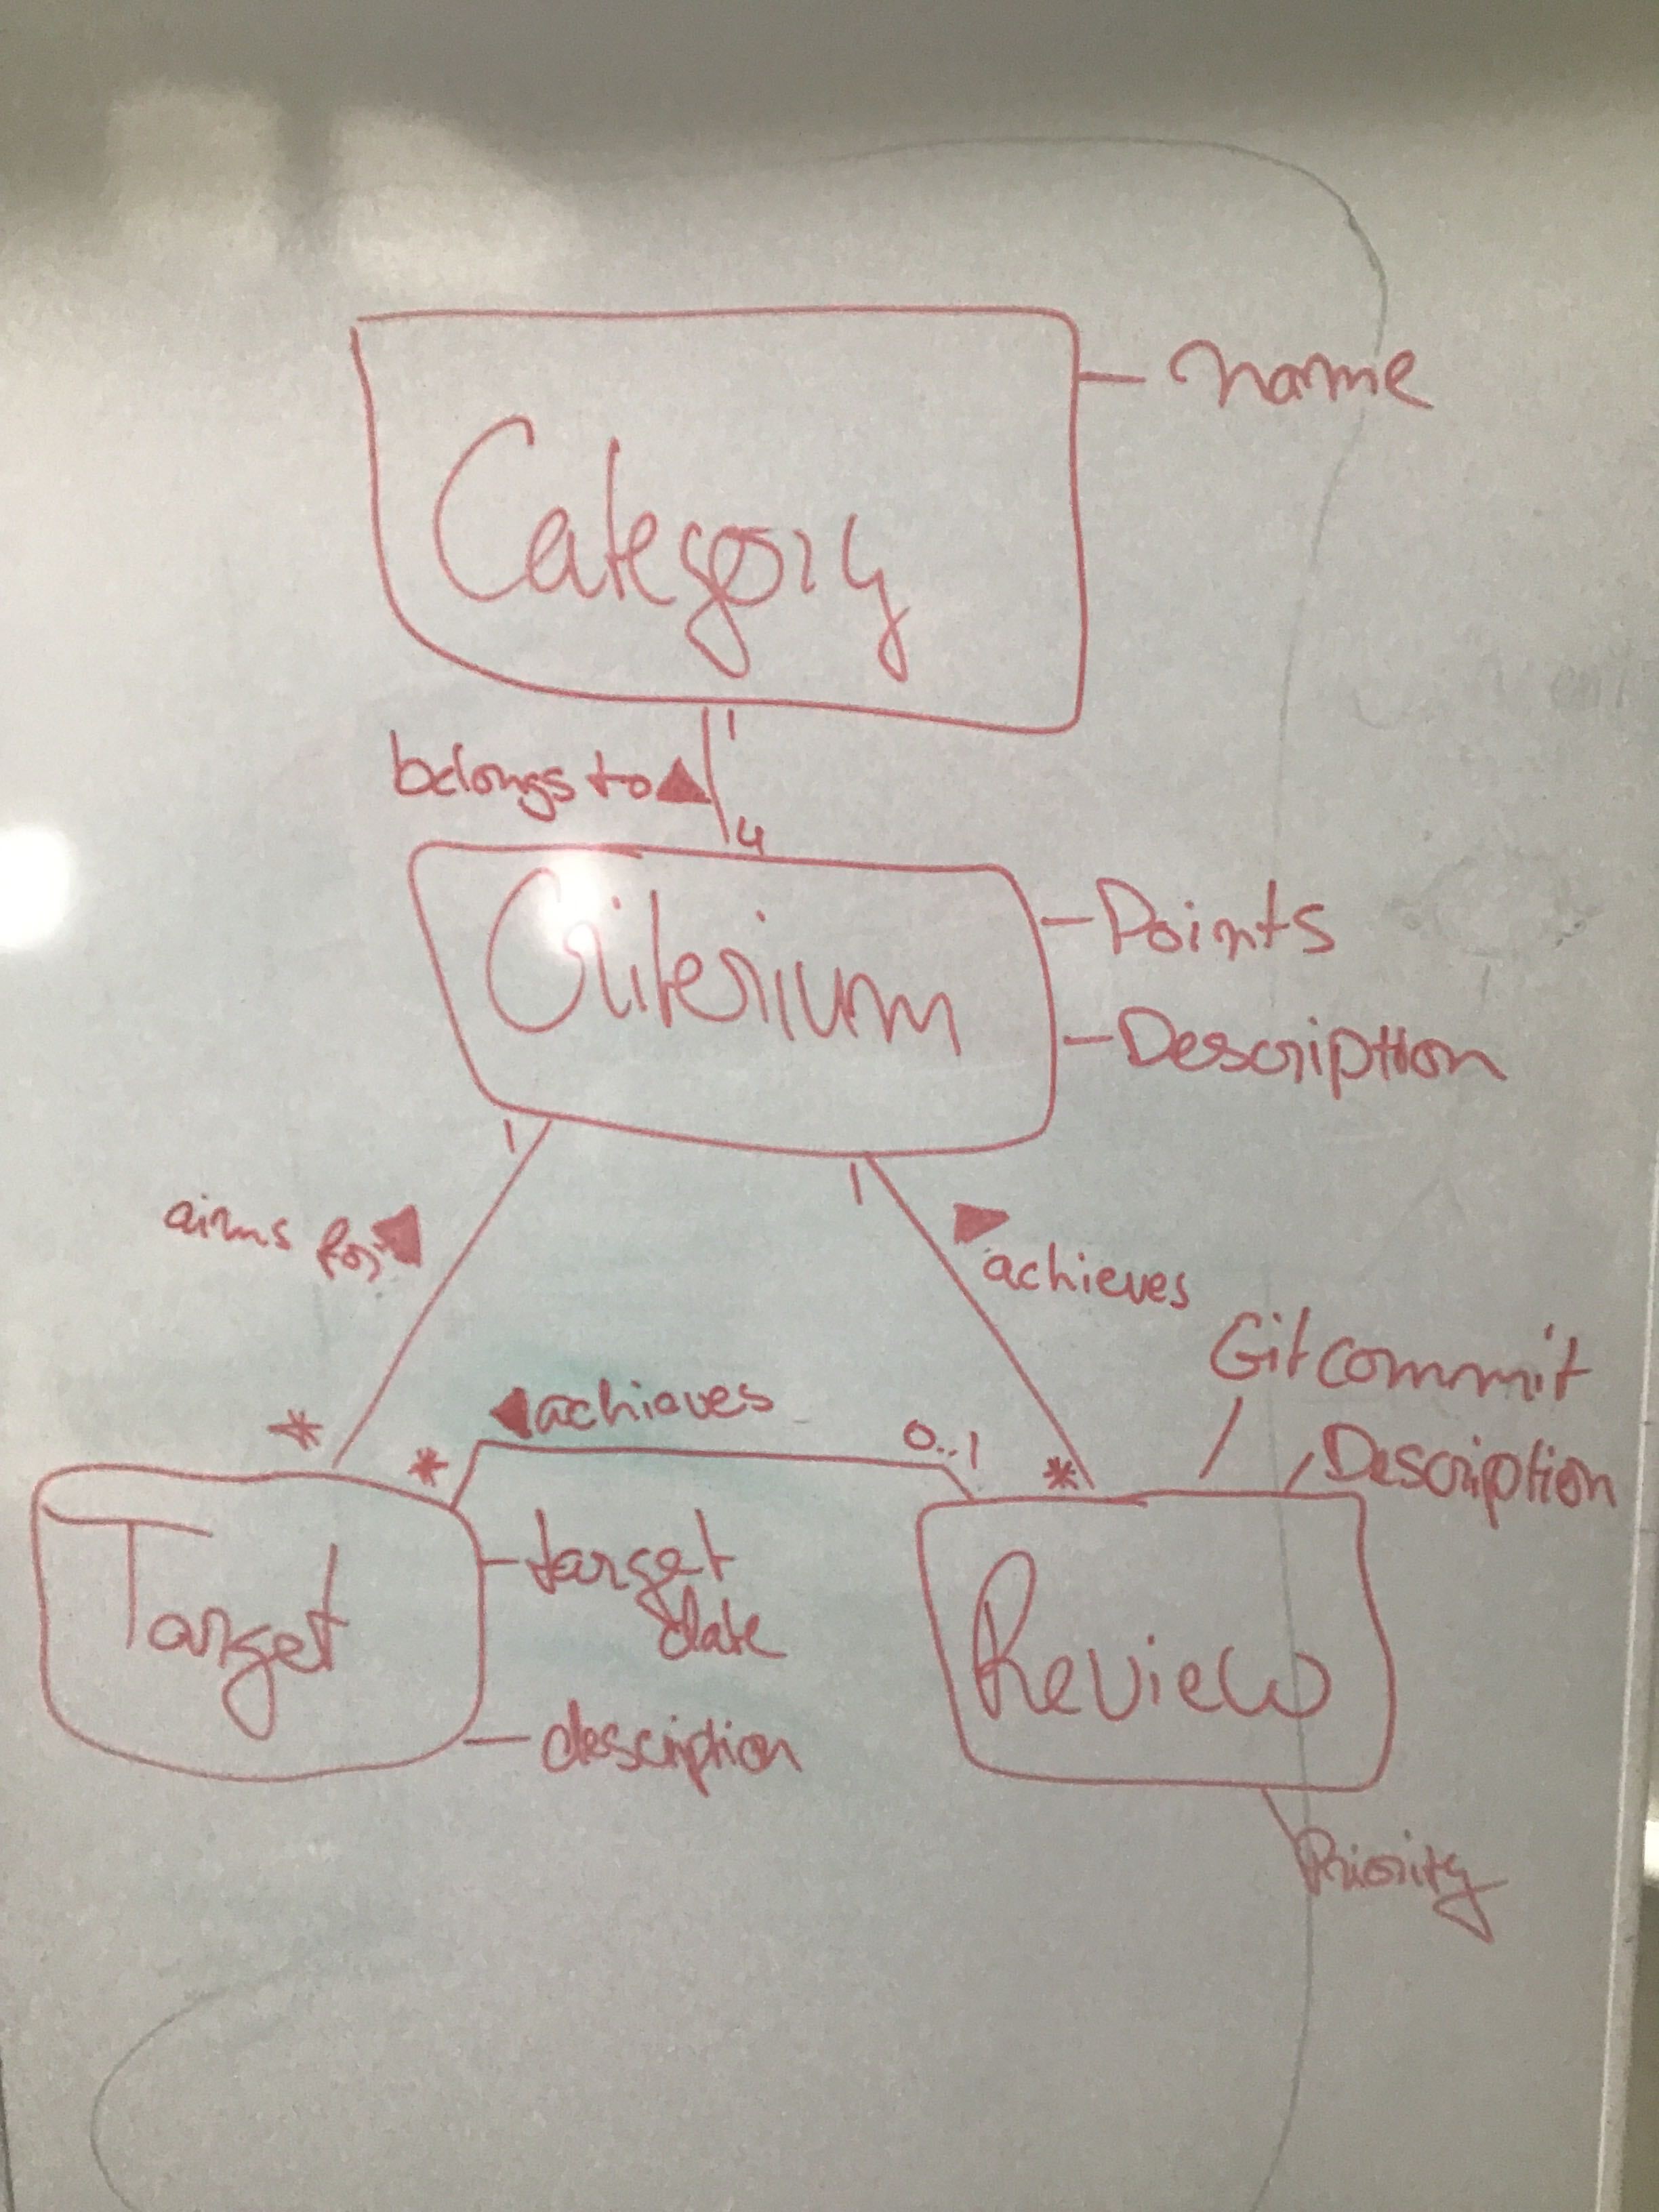 name
Category
1
belongs to
4
Criterium
Points
Description
1
1
aims for
achieves
Git commit
Description
achieves
0..1
*
*
*
Target
target
date
description
Review
Priority